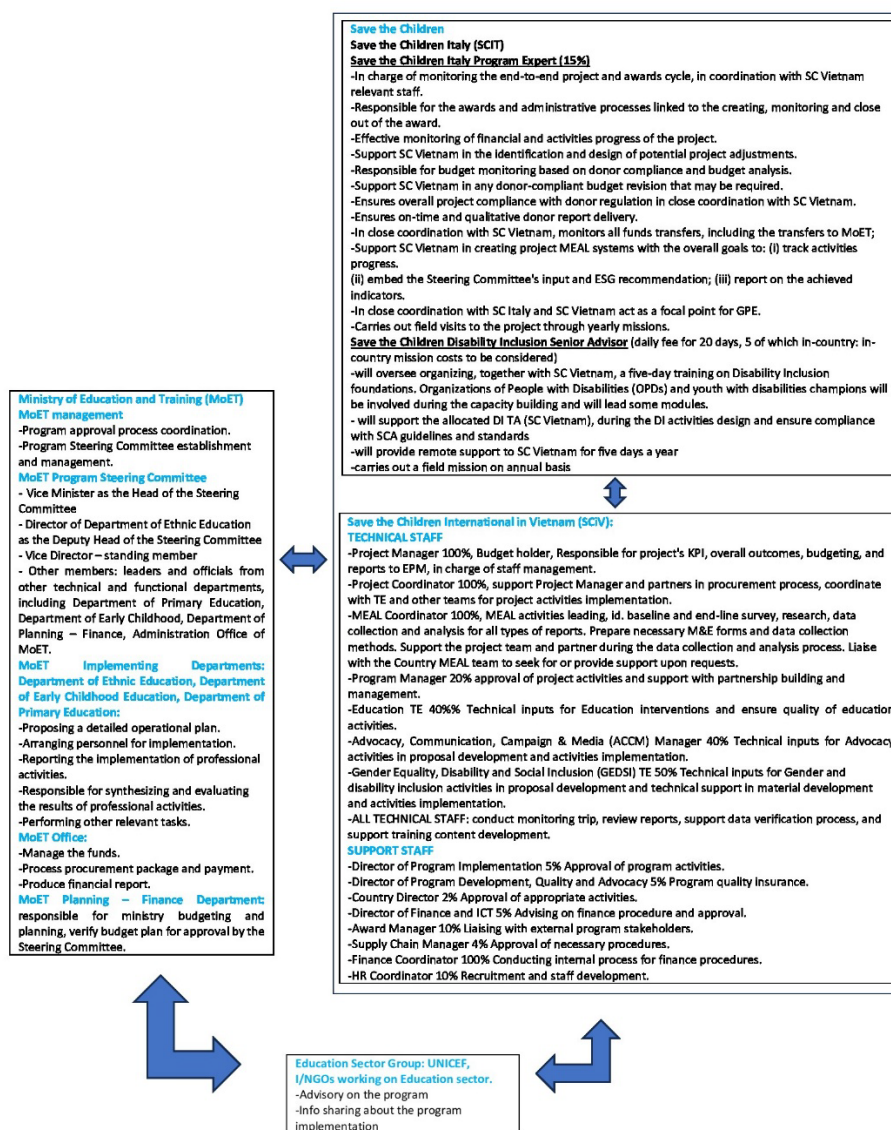 Save the Children
Save the Children Italy (SCIT)
Save the Children Italy Program Expert (15%)
-In charge of monitoring the end-to-end project and awards cycle, in coordination with SC Vietnam
relevant staff.
-Responsible for the awards and administrative processes linked to the creating, monitoring and close
out of the award.
-Effective monitoring of financial and activities progress of the project.
-Support SC Vietnam in the identification and design of potential project adjustments.
-Responsible for budget monitoring based on donor compliance and budget analysis.
-Support SC Vietnam in any donor-compliant budget revision that may be required.
-Ensures overall project compliance with donor regulation in close coordination with SC Vietnam.
-Ensures on-time and qualitative donor report delivery.
-In close coordination with SC Vietnam, monitors all funds transfers, including the transfers to MoET;
-Support SC Vietnam in creating project MEAL systems with the overall goals to: (i) track activities
progress.
(ii) embed the Steering Committee's input and ESG recommendation; (iii) report on the achieved
indicators.
-In close coordination with SC Italy and SC Vietnam act as a focal point for GPE.
-Carries out field visits to the project through yearly missions.
Save the Children Disability Inclusion Senior Advisor (daily fee for 20 days, 5 of which in-country: in-
country mission costs to be considered)
-will oversee organizing, together with SC Vietnam, a five-day training on Disability Inclusion
foundations. Organizations of People with Disabilities (OPDs) and youth with disabilities champions will
be involved during the capacity building and will lead some modules.
- will support the allocated DI TA (SC Vietnam), during the DI activities design and ensure compliance
with SCA guidelines and standards
-will provide remote support to SC Vietnam for five days a year
-carries out a field mission on annual basis
Ministry of Education and Training (MoET)
MoET management
-Program approval process coordination.
-Program Steering Committee establishment
and management.
MoET Program Steering Committee
- Vice Minister as the Head of the Steering
Committee
- Director of Department of Ethnic Education
as the Deputy Head of the Steering Committee
- Vice Director – standing member
- Other members: leaders and officials from
other technical and functional departments,
including Department of Primary Education,
Department of Early Childhood, Department of
Planning – Finance, Administration Office of
MoET.
MoET Implementing Departments:
Department of Ethnic Education, Department
of Early Childhood Education, Department of
Primary Education:
-Proposing a detailed operational plan.
-Arranging personnel for implementation.
-Reporting the implementation of professional
activities.
-Responsible for synthesizing and evaluating
the results of professional activities.
-Performing other relevant tasks.
MoET Office:
-Manage the funds.
-Process procurement package and payment.
-Produce financial report.
MoET Planning – Finance Department:
responsible for ministry budgeting and
planning, verify budget plan for approval by the
Steering Committee.
Save the Children International in Vietnam (SCiV):
TECHNICAL STAFF
-Project Manager 100%, Budget holder, Responsible for project's KPI, overall outcomes, budgeting, and
reports to EPM, in charge of staff management.
-Project Coordinator 100%, support Project Manager and partners in procurement process, coordinate
with TE and other teams for project activities implementation.
-MEAL Coordinator 100%, MEAL activities leading, id. baseline and end-line survey, research, data
collection and analysis for all types of reports. Prepare necessary M&E forms and data collection
methods. Support the project team and partner during the data collection and analysis process. Liaise
with the Country MEAL team to seek for or provide support upon requests.
-Program Manager 20% approval of project activities and support with partnership building and
management.
-Education TE 40%% Technical inputs for Education interventions and ensure quality of education
activities.
-Advocacy, Communication, Campaign & Media (ACCM) Manager 40% Technical inputs for Advocacy
activities in proposal development and activities implementation.
-Gender Equality, Disability and Social Inclusion (GEDSI) TE 50% Technical inputs for Gender and
disability inclusion activities in proposal development and technical support in material development
and activities implementation.
-ALL TECHNICAL STAFF: conduct monitoring trip, review reports, support data verification process, and
support training content development.
SUPPORT STAFF
-Director of Program Implementation 5% Approval of program activities.
-Director of Program Development, Quality and Advocacy 5% Program quality insurance.
-Country Director 2% Approval of appropriate activities.
-Director of Finance and ICT 5% Advising on finance procedure and approval.
-Award Manager 10% Liaising with external program stakeholders.
-Supply Chain Manager 4% Approval of necessary procedures.
-Finance Coordinator 100% Conducting internal process for finance procedures.
-HR Coordinator 10% Recruitment and staff development.
Education Sector Group: UNICEF,
I/NGOs working on Education sector.
-Advisory on the program
-Info sharing about the program
implementation